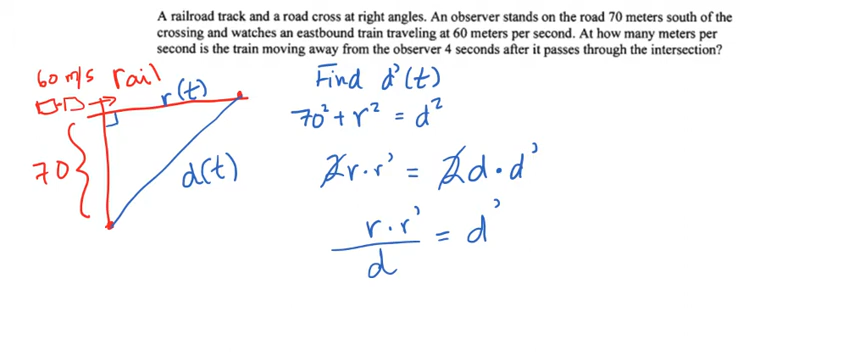 A railroad track and a road cross at right angles. An observer stands on the road 70 meters south of the
crossing and watches an eastbound train traveling at 60 meters per second. At how many meters per
second is the train moving away from the observer 4 seconds after it passes through the intersection?
60 m/s rail
r(t)
70
d(t)
Find d'(t)
70² + r² = d²
2r·r' = 2d·d'
r·r'
/d = d'